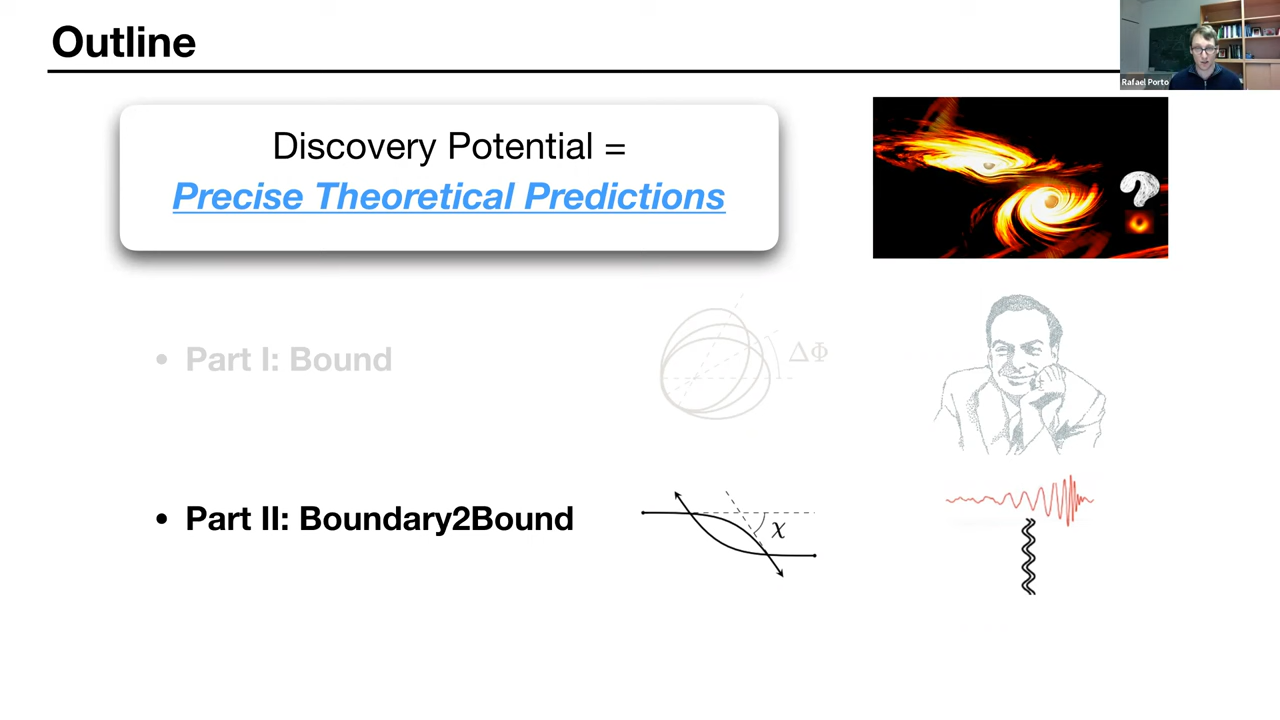 Outline
Rafael Porto
Discovery Potential =
Precise Theoretical Predictions
• Part I: Bound
ΔΦ
• Part II: Boundary2Bound
χ